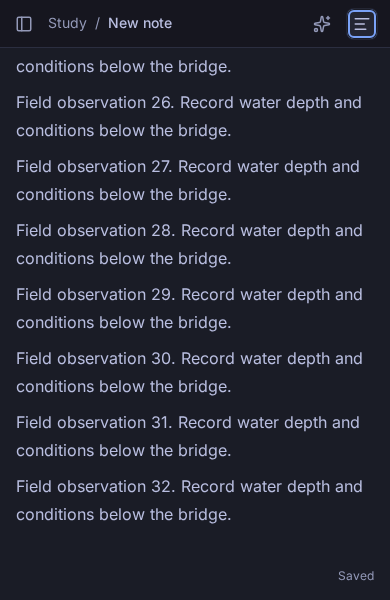 Study / New note
conditions below the bridge.
Field observation 26. Record water depth and
conditions below the bridge.
Field observation 27. Record water depth and
conditions below the bridge.
Field observation 28. Record water depth and
conditions below the bridge.
Field observation 29. Record water depth and
conditions below the bridge.
Field observation 30. Record water depth and
conditions below the bridge.
Field observation 31. Record water depth and
conditions below the bridge.
Field observation 32. Record water depth and
conditions below the bridge.
Saved